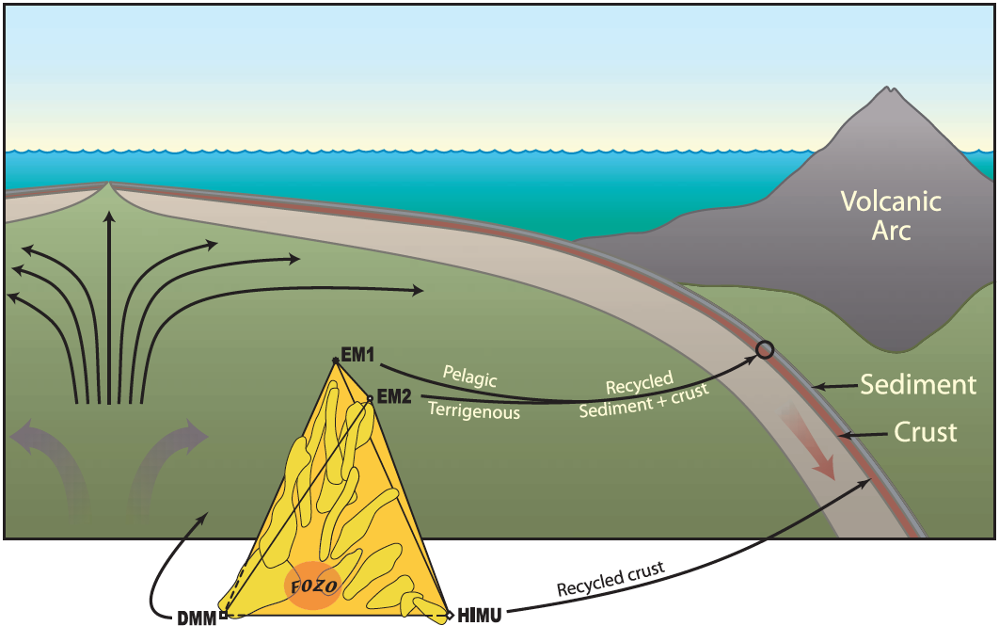 Volcanic
Arc
EM1
EM2
Pelagic
Terrigenous
Recycled
Sediment + crust
Sediment
Crust
FOZO
Recycled crust
DMM
HIMU